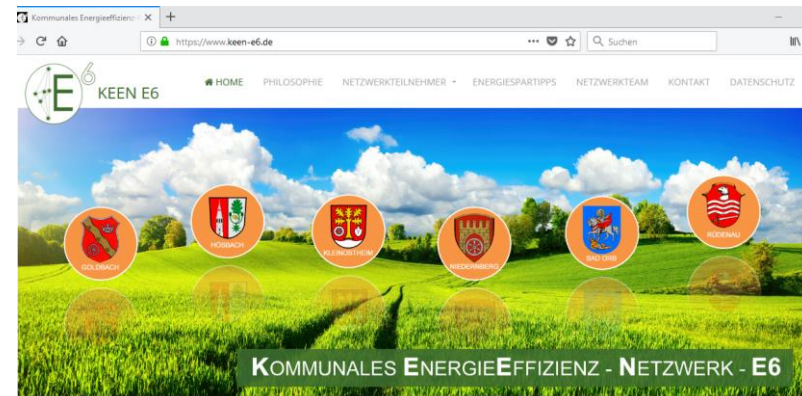 Kommunales Energieeffizienz-
https://www.keen-e6.de
Suchen
E6
KEEN E6
HOME PHILOSOPHIE NETZWERKTEILNEHMER ENERGIESPARTIPPS NETZWERKTEAM KONTAKT DATENSCHUTZ
GOLDBACH
HÖSBACH
KLEINOSTHEIM
NIEDERNBERG
BAD ORB
RÜDENAU
KOMMUNALES ENERGIEEFFIZIENZ - NETZWERK - E6